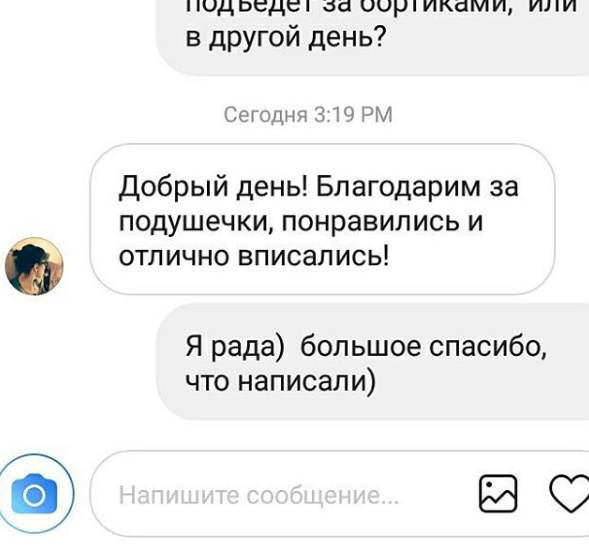 подъедет за бортиками, или
в другой день?
Сегодня 3:19 PM
Добрый день! Благодарим за
подушечки, понравились и
отлично вписались!
Я рада) большое спасибо,
что написали)
Напишите сообщение...